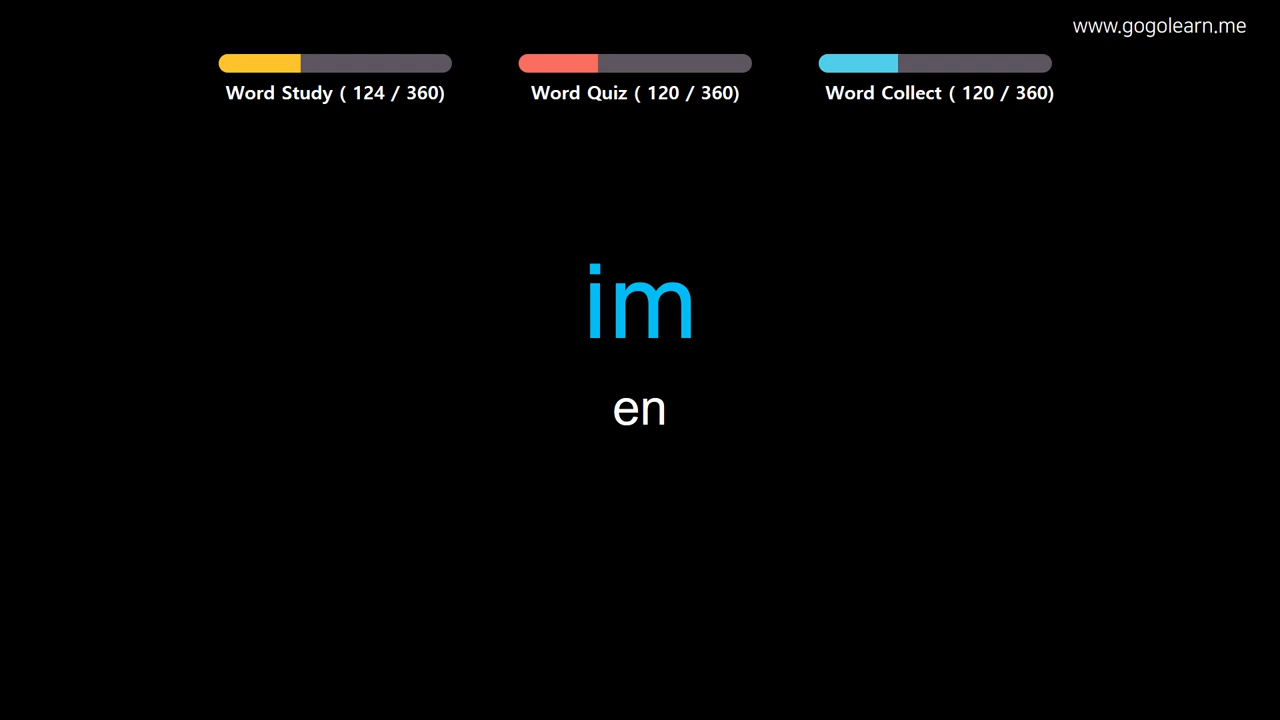 www.gogolearn.me
Word Study ( 124 / 360)
Word Quiz ( 120 / 360)
Word Collect ( 120 / 360)
im
en